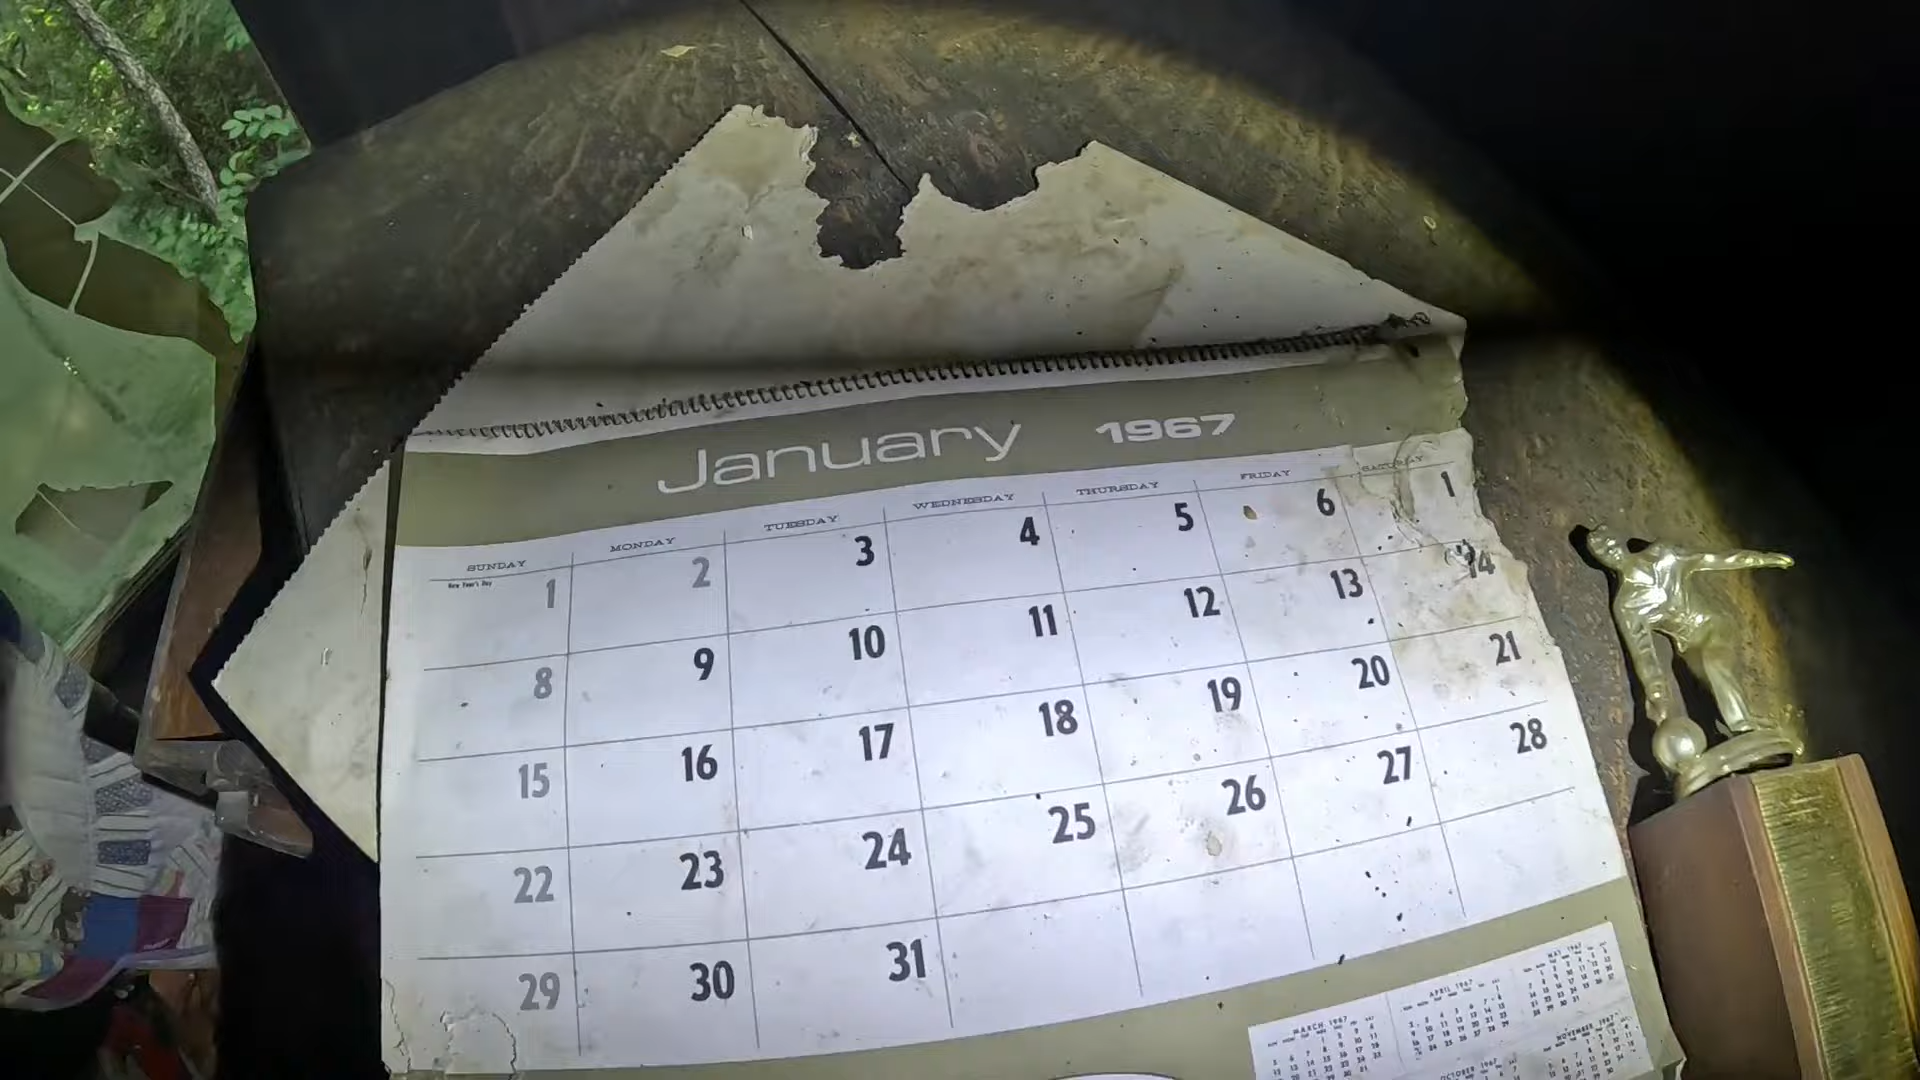 January 1967
SUNDAY MONDAY TUESDAY WEDNESDAY THURSDAY FRIDAY SATURDAY
New Year's Day
1 2 3 4 5 6 1
8 9 10 11 12 13 14
15 16 17 18 19 20 21
22 23 24 25 26 27 28
29 30 31
MARCH 1967 APRIL 1967 MAY 1967
OCTOBER 1967 NOVEMBER 1967